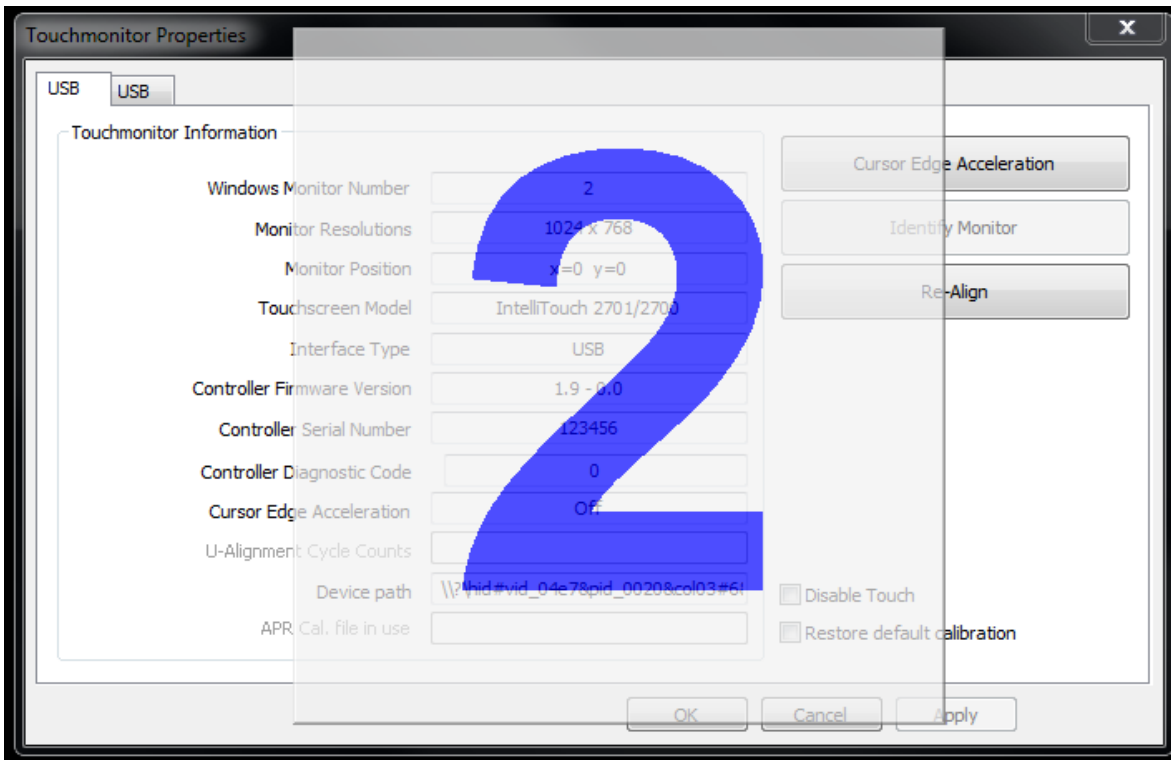 Touchmonitor Properties
x
USB
USB
Touchmonitor Information
Windows Monitor Number 2
Monitor Resolutions 1024 x 768
Monitor Position x=0 y=0
Touchscreen Model IntelliTouch 2701/2700
Interface Type USB
Controller Firmware Version 1.9 - 0.0
Controller Serial Number 123456
Controller Diagnostic Code 0
Cursor Edge Acceleration Off
U-Alignment Cycle Counts
Device path \\?\hid#vid_04e7&pid_0020&col03#6!
APR Cal. file in use
Cursor Edge Acceleration
Identify Monitor
Re-Align
Disable Touch
Restore default calibration
OK
Cancel
Apply
2